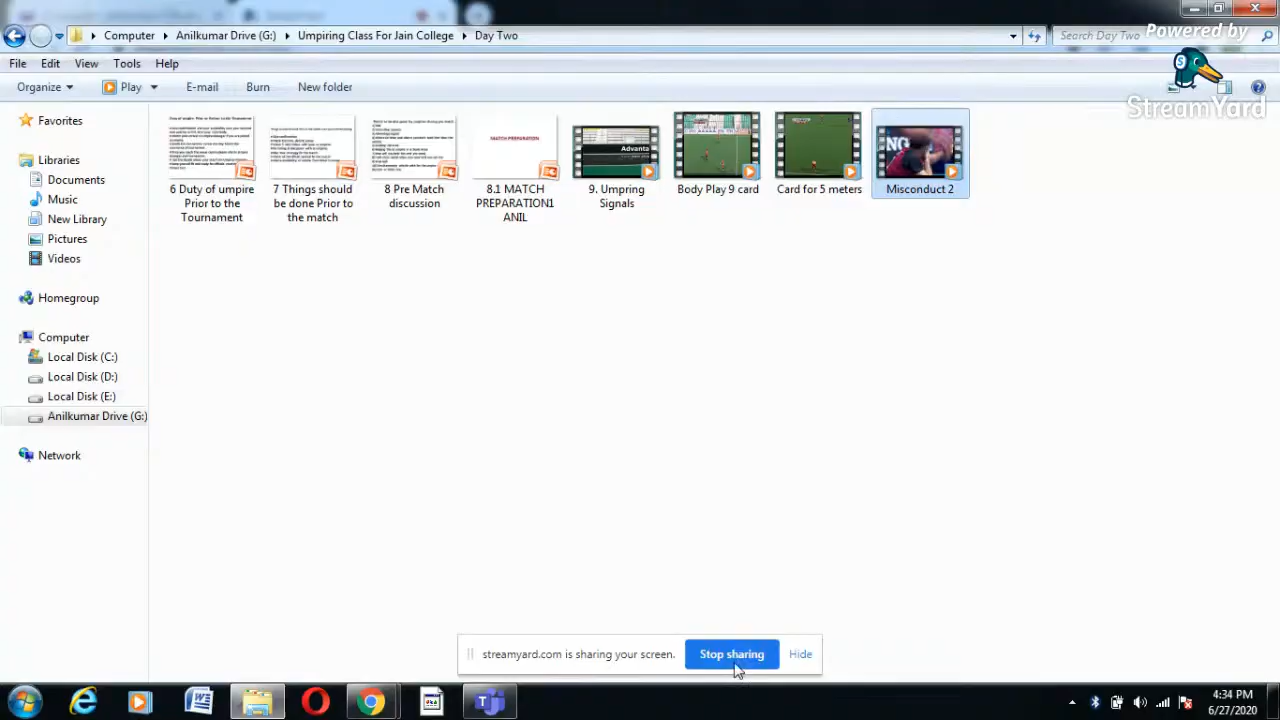 Powered by
StreamYard
Computer
Anilkumar Drive (G:)
Umpiring Class For Jain College
Day Two
Search Day Two
File
Edit
View
Tools
Help
Organize
Play
E-mail
Burn
New folder
Favorites
Libraries
Documents
Music
New Library
Pictures
Videos
Homegroup
Computer
Local Disk (C:)
Local Disk (D:)
Local Disk (E:)
Anilkumar Drive (G:)
Network
MATCH PREPARATION
Advanta
6 Duty of umpire
Prior to the
Tournament
7 Things should
be done Prior to
the match
8 Pre Match
discussion
8.1 MATCH
PREPARATION1
ANIL
9. Umpring
Signals
Body Play 9 card
Card for 5 meters
Misconduct 2
streamyard.com is sharing your screen.
Stop sharing
Hide
4:34 PM
6/27/2020